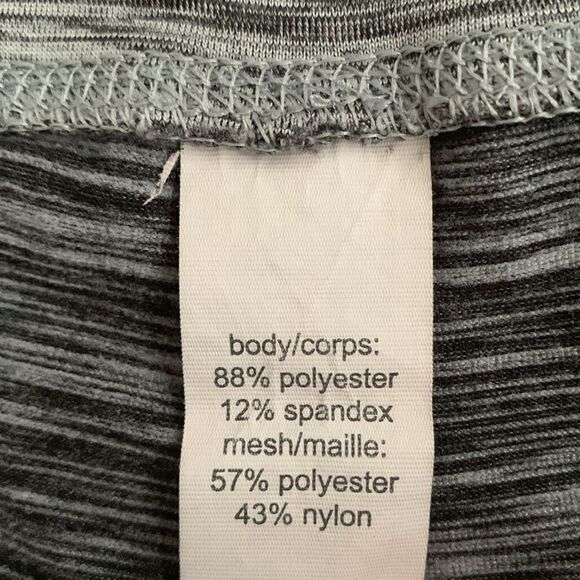 body/corps:
88% polyester
12% spandex
mesh/maille:
57% polyester
43% nylon